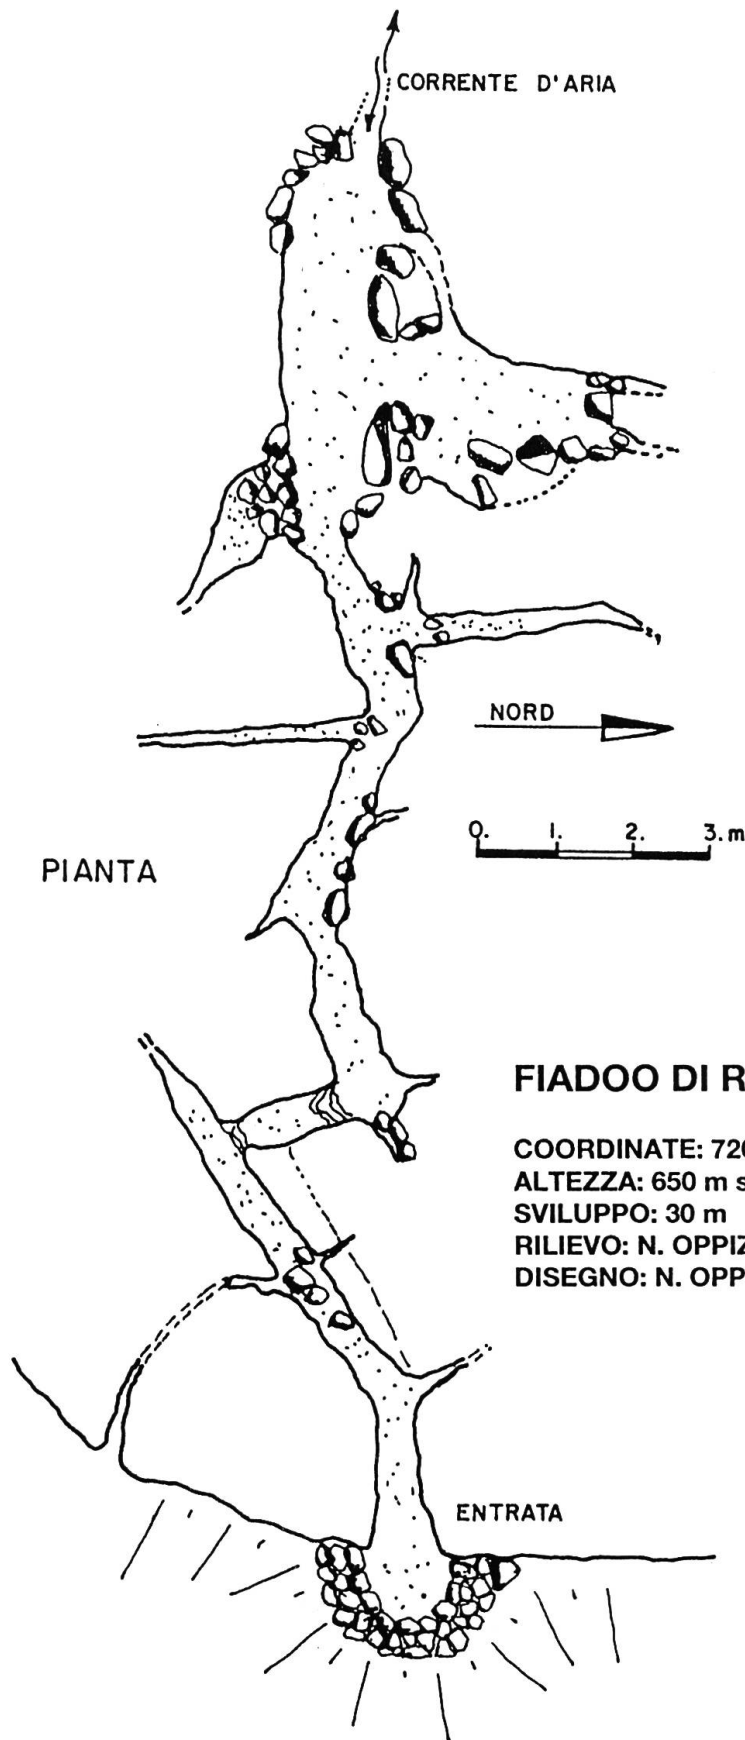 CORRENTE D'ARIA
NORD
0. 1. 2. 3. m
PIANTA
FIADOO DI R
COORDINATE: 720
ALTEZZA: 650 m s
SVILUPPO: 30 m
RILIEVO: N. OPPIZ
DISEGNO: N. OPP
ENTRATA